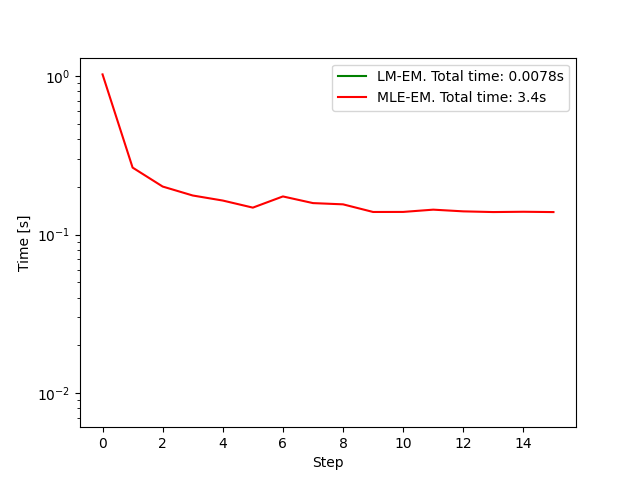 LM-EM. Total time: 0.0078s
MLE-EM. Total time: 3.4s
10⁰
10⁻¹
10⁻²
Time [s]
0 2 4 6 8 10 12 14
Step